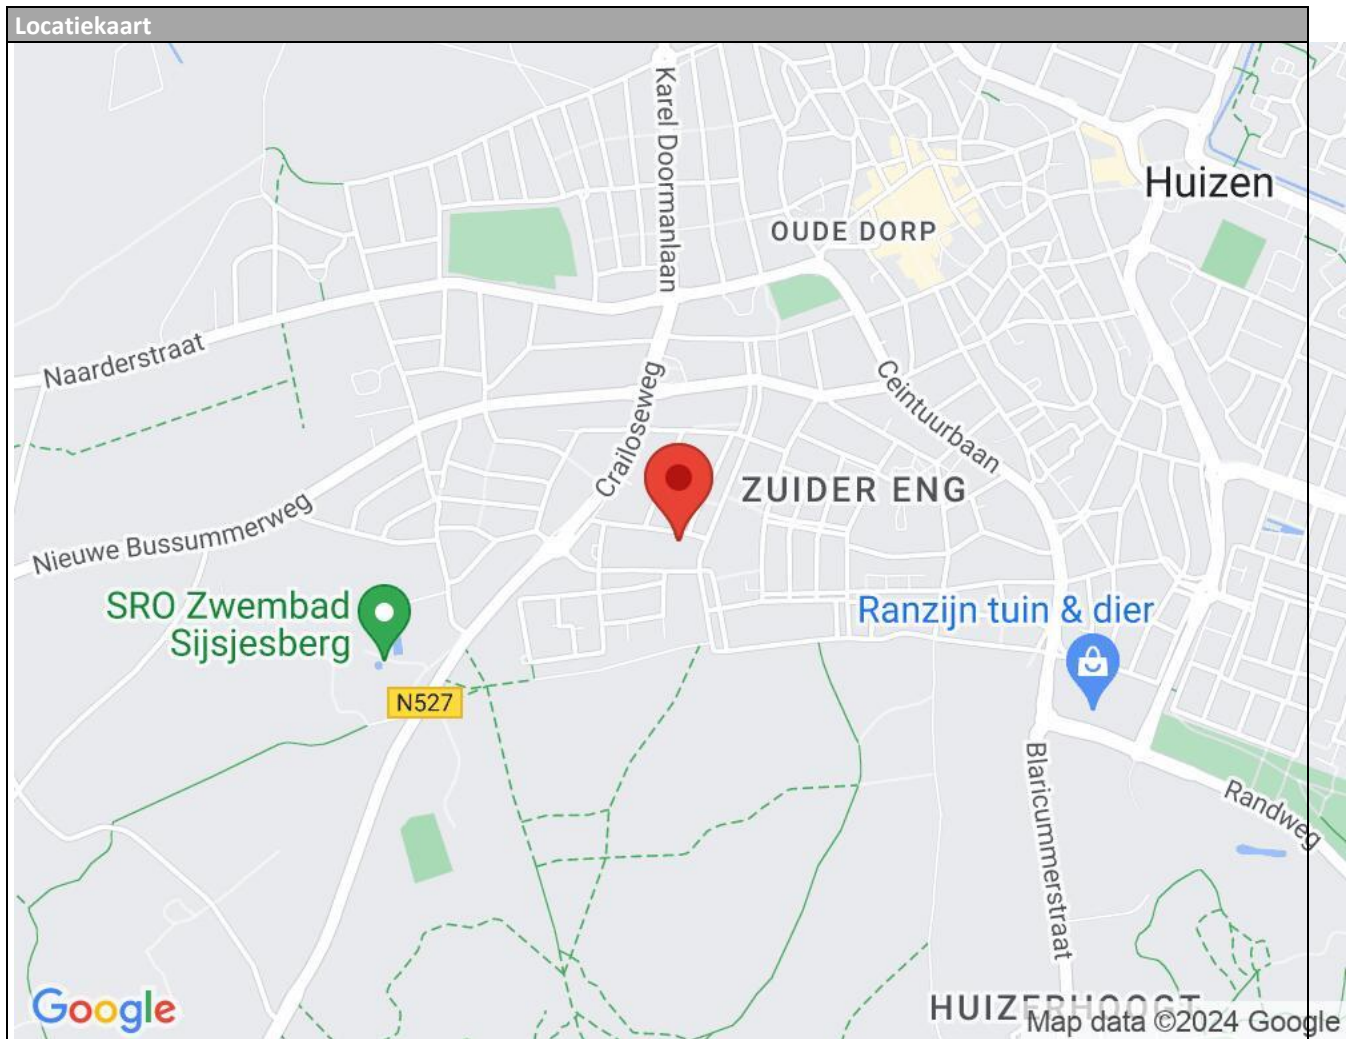 Locatiekaart
Karel Doormanlaan
Huizen
OUDE DORP
Naarderstraat
Crailoseweg
Ceintuurbaan
ZUIDER ENG
Nieuwe Bussummerweg
SRO Zwembad
Sijsjesberg
Ranzijn tuin & dier
N527
Blaricummerstraat
Randweg
HUIZERHOOGT
Google
Map data ©2024 Google